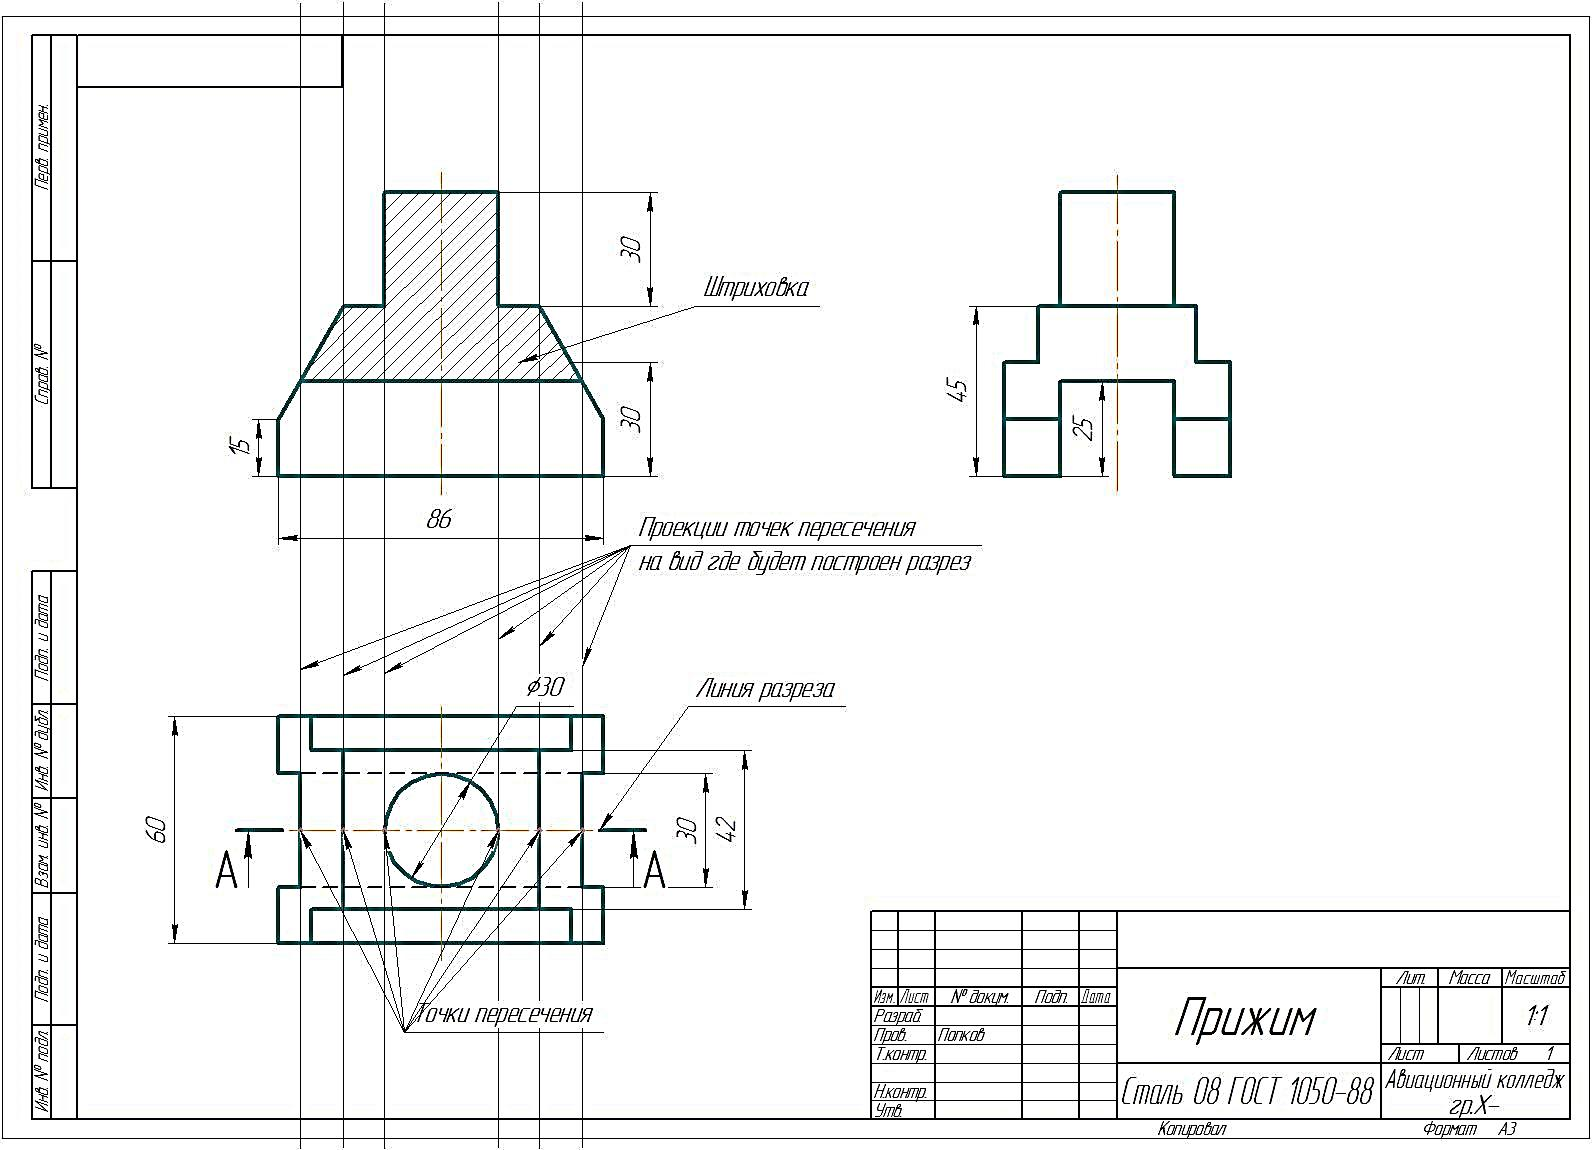 Перв. примен.
Справ. №
Подп. и дата
Инв. № дубл.
Взам. инв. №
Подп. и дата
Инв. № подл.
30
Штриховка
30
15
86
45
25
Проекции точек пересечения
на вид где будет построен разрез
ϕ30
Линия разреза
60
30
42
А
А
Точки пересечения
Изм. Лист № докум. Подп. Дата
Разраб.
Пров. Попков
Т.контр.
Н.контр.
Утв.
Прижим
Сталь 08 ГОСТ 1050-88
Лит. Масса Масштаб
1:1
Лист Листов 1
Авиационный колледж
гр.Х-
Копировал Формат А3